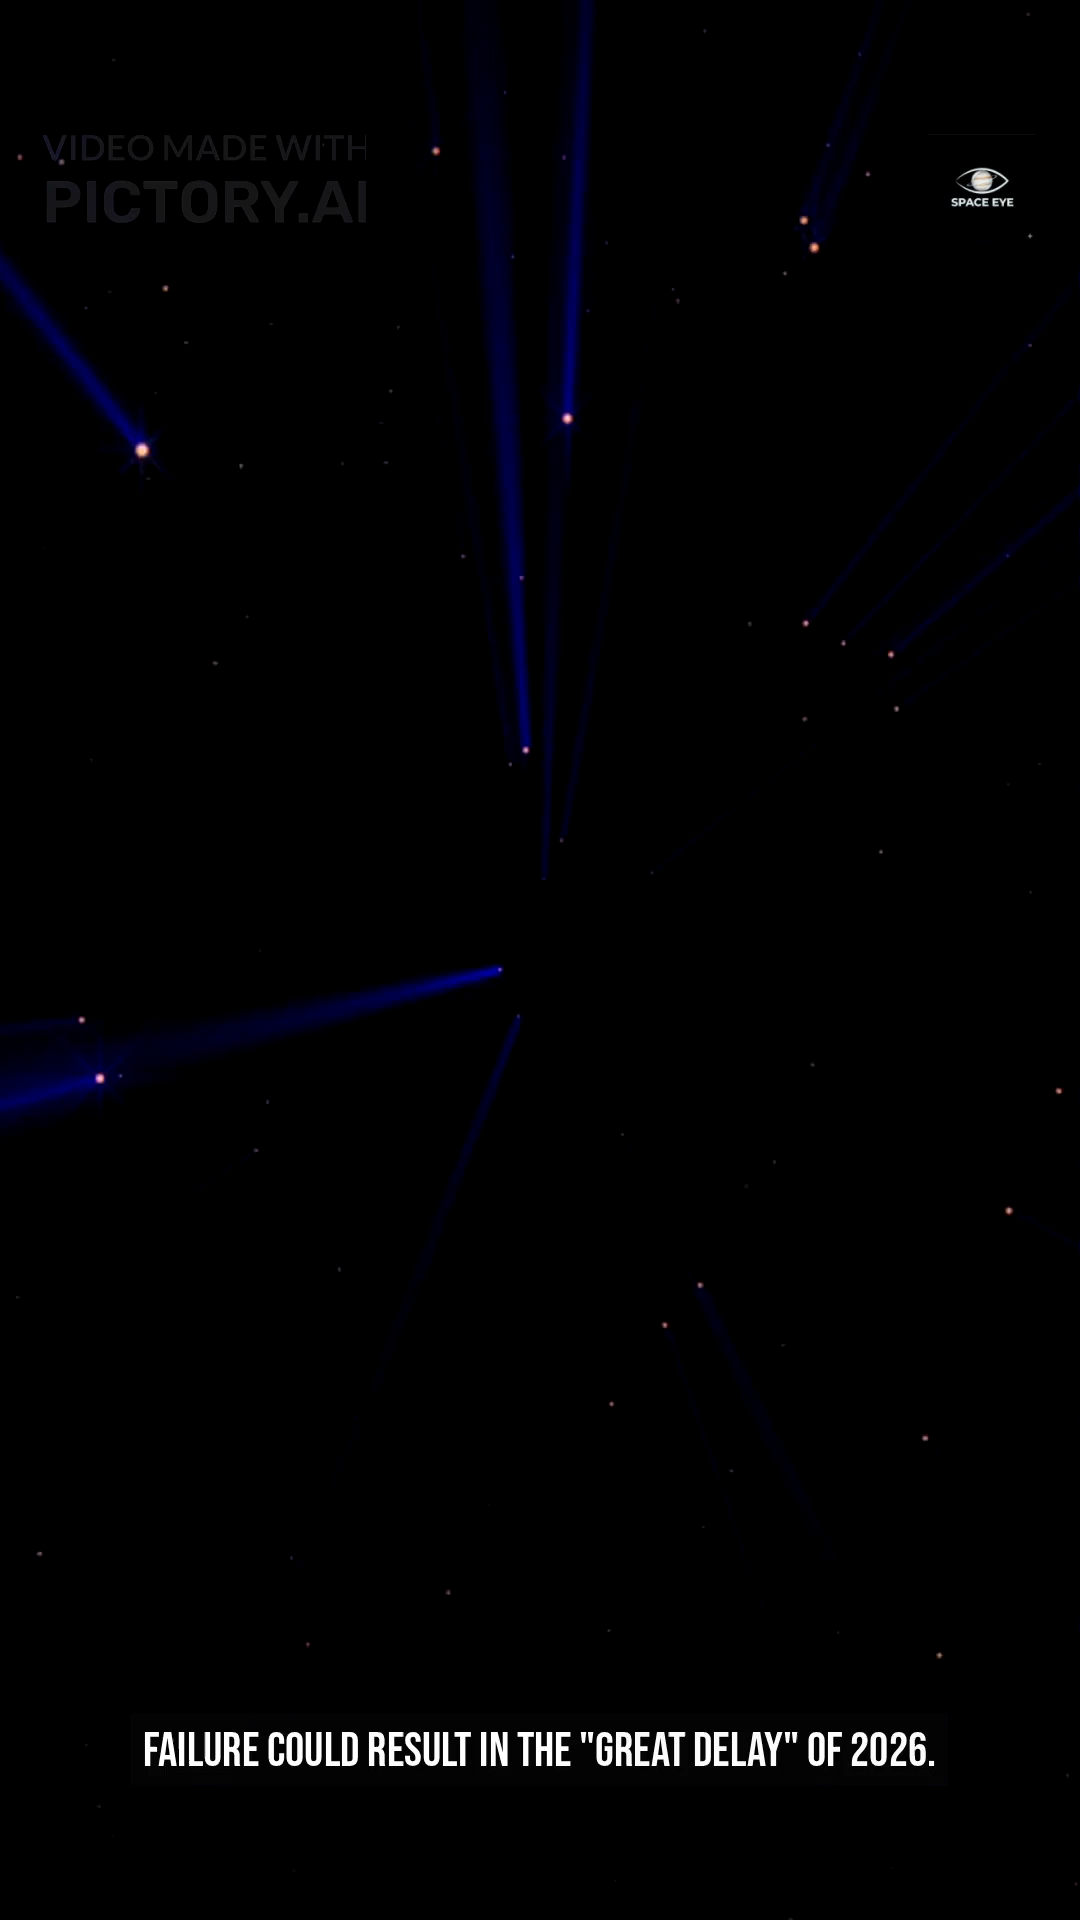 VIDEO MADE WITH
PICTORY.AI
SPACE EYE
FAILURE COULD RESULT IN THE "GREAT DELAY" OF 2026.